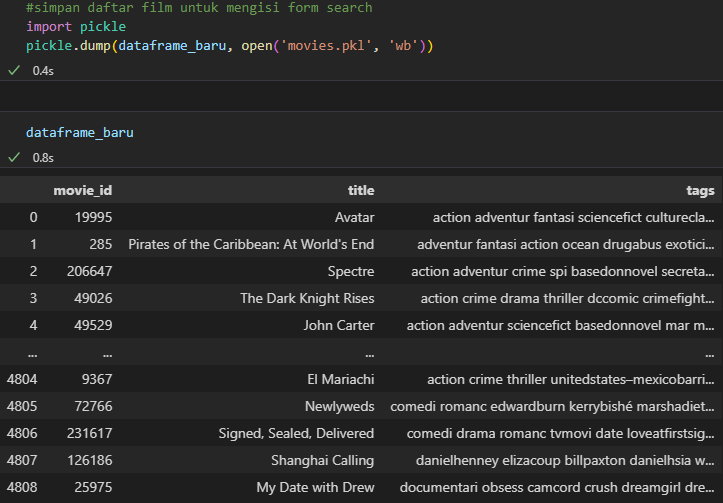 #simpan daftar film untuk mengisi form search
import pickle
pickle.dump(dataframe_baru, open('movies.pkl', 'wb'))
0.4s
dataframe_baru
0.8s
movie_id title tags
0 19995 Avatar action adventur fantasi sciencefict culturecla...
1 285 Pirates of the Caribbean: At World's End adventur fantasi action ocean drugabus exotici...
2 206647 Spectre action adventur crime spi basedonnovel secreta...
3 49026 The Dark Knight Rises action crime drama thriller dccomic crimefight...
4 49529 John Carter action adventur sciencefict basedonnovel mar m...
... ... ... ...
4804 9367 El Mariachi action crime thriller unitedstates–mexicobarri...
4805 72766 Newlyweds comedi romanc edwardburn kerrybishé marshadiet...
4806 231617 Signed, Sealed, Delivered comedi drama romanc tvmovi date loveatfirstsig...
4807 126186 Shanghai Calling danielhenney elizacoup billpaxton danielhsia w...
4808 25975 My Date with Drew documentari obsess camcord crush dreamgirl dre...